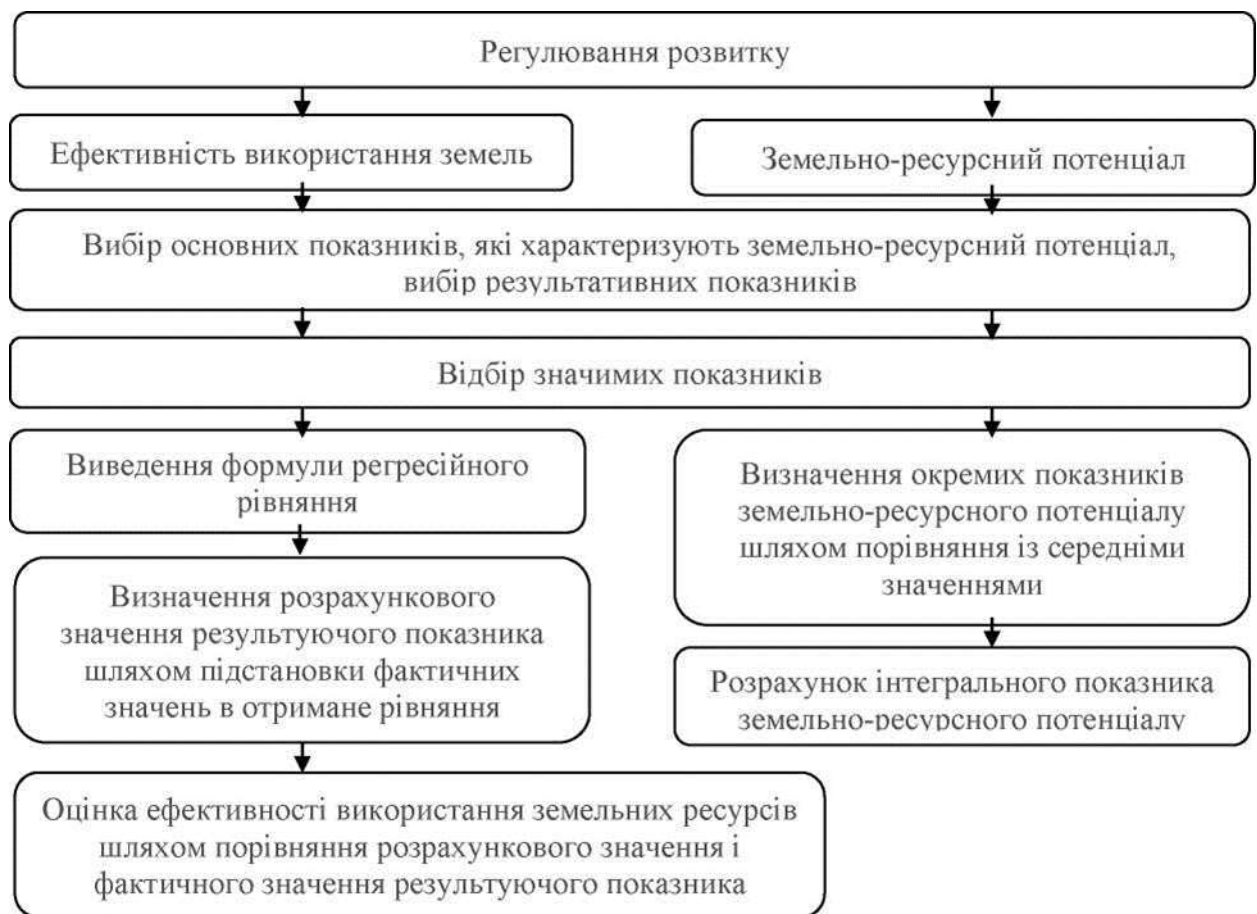 Регулювання розвитку
Ефективність використання земель
Земельно-ресурсний потенціал
Вибір основних показників, які характеризують земельно-ресурсний потенціал,
вибір результативних показників
Відбір значимих показників
Виведення формули регресійного
рівняння
Визначення окремих показників
земельно-ресурсного потенціалу
шляхом порівняння із середніми
значеннями
Визначення розрахункового
значення результуючого показника
шляхом підстановки фактичних
значень в отримане рівняння
Розрахунок інтегрального показника
земельно-ресурсного потенціалу
Оцінка ефективності використання земельних ресурсів
шляхом порівняння розрахункового значення і
фактичного значення результуючого показника